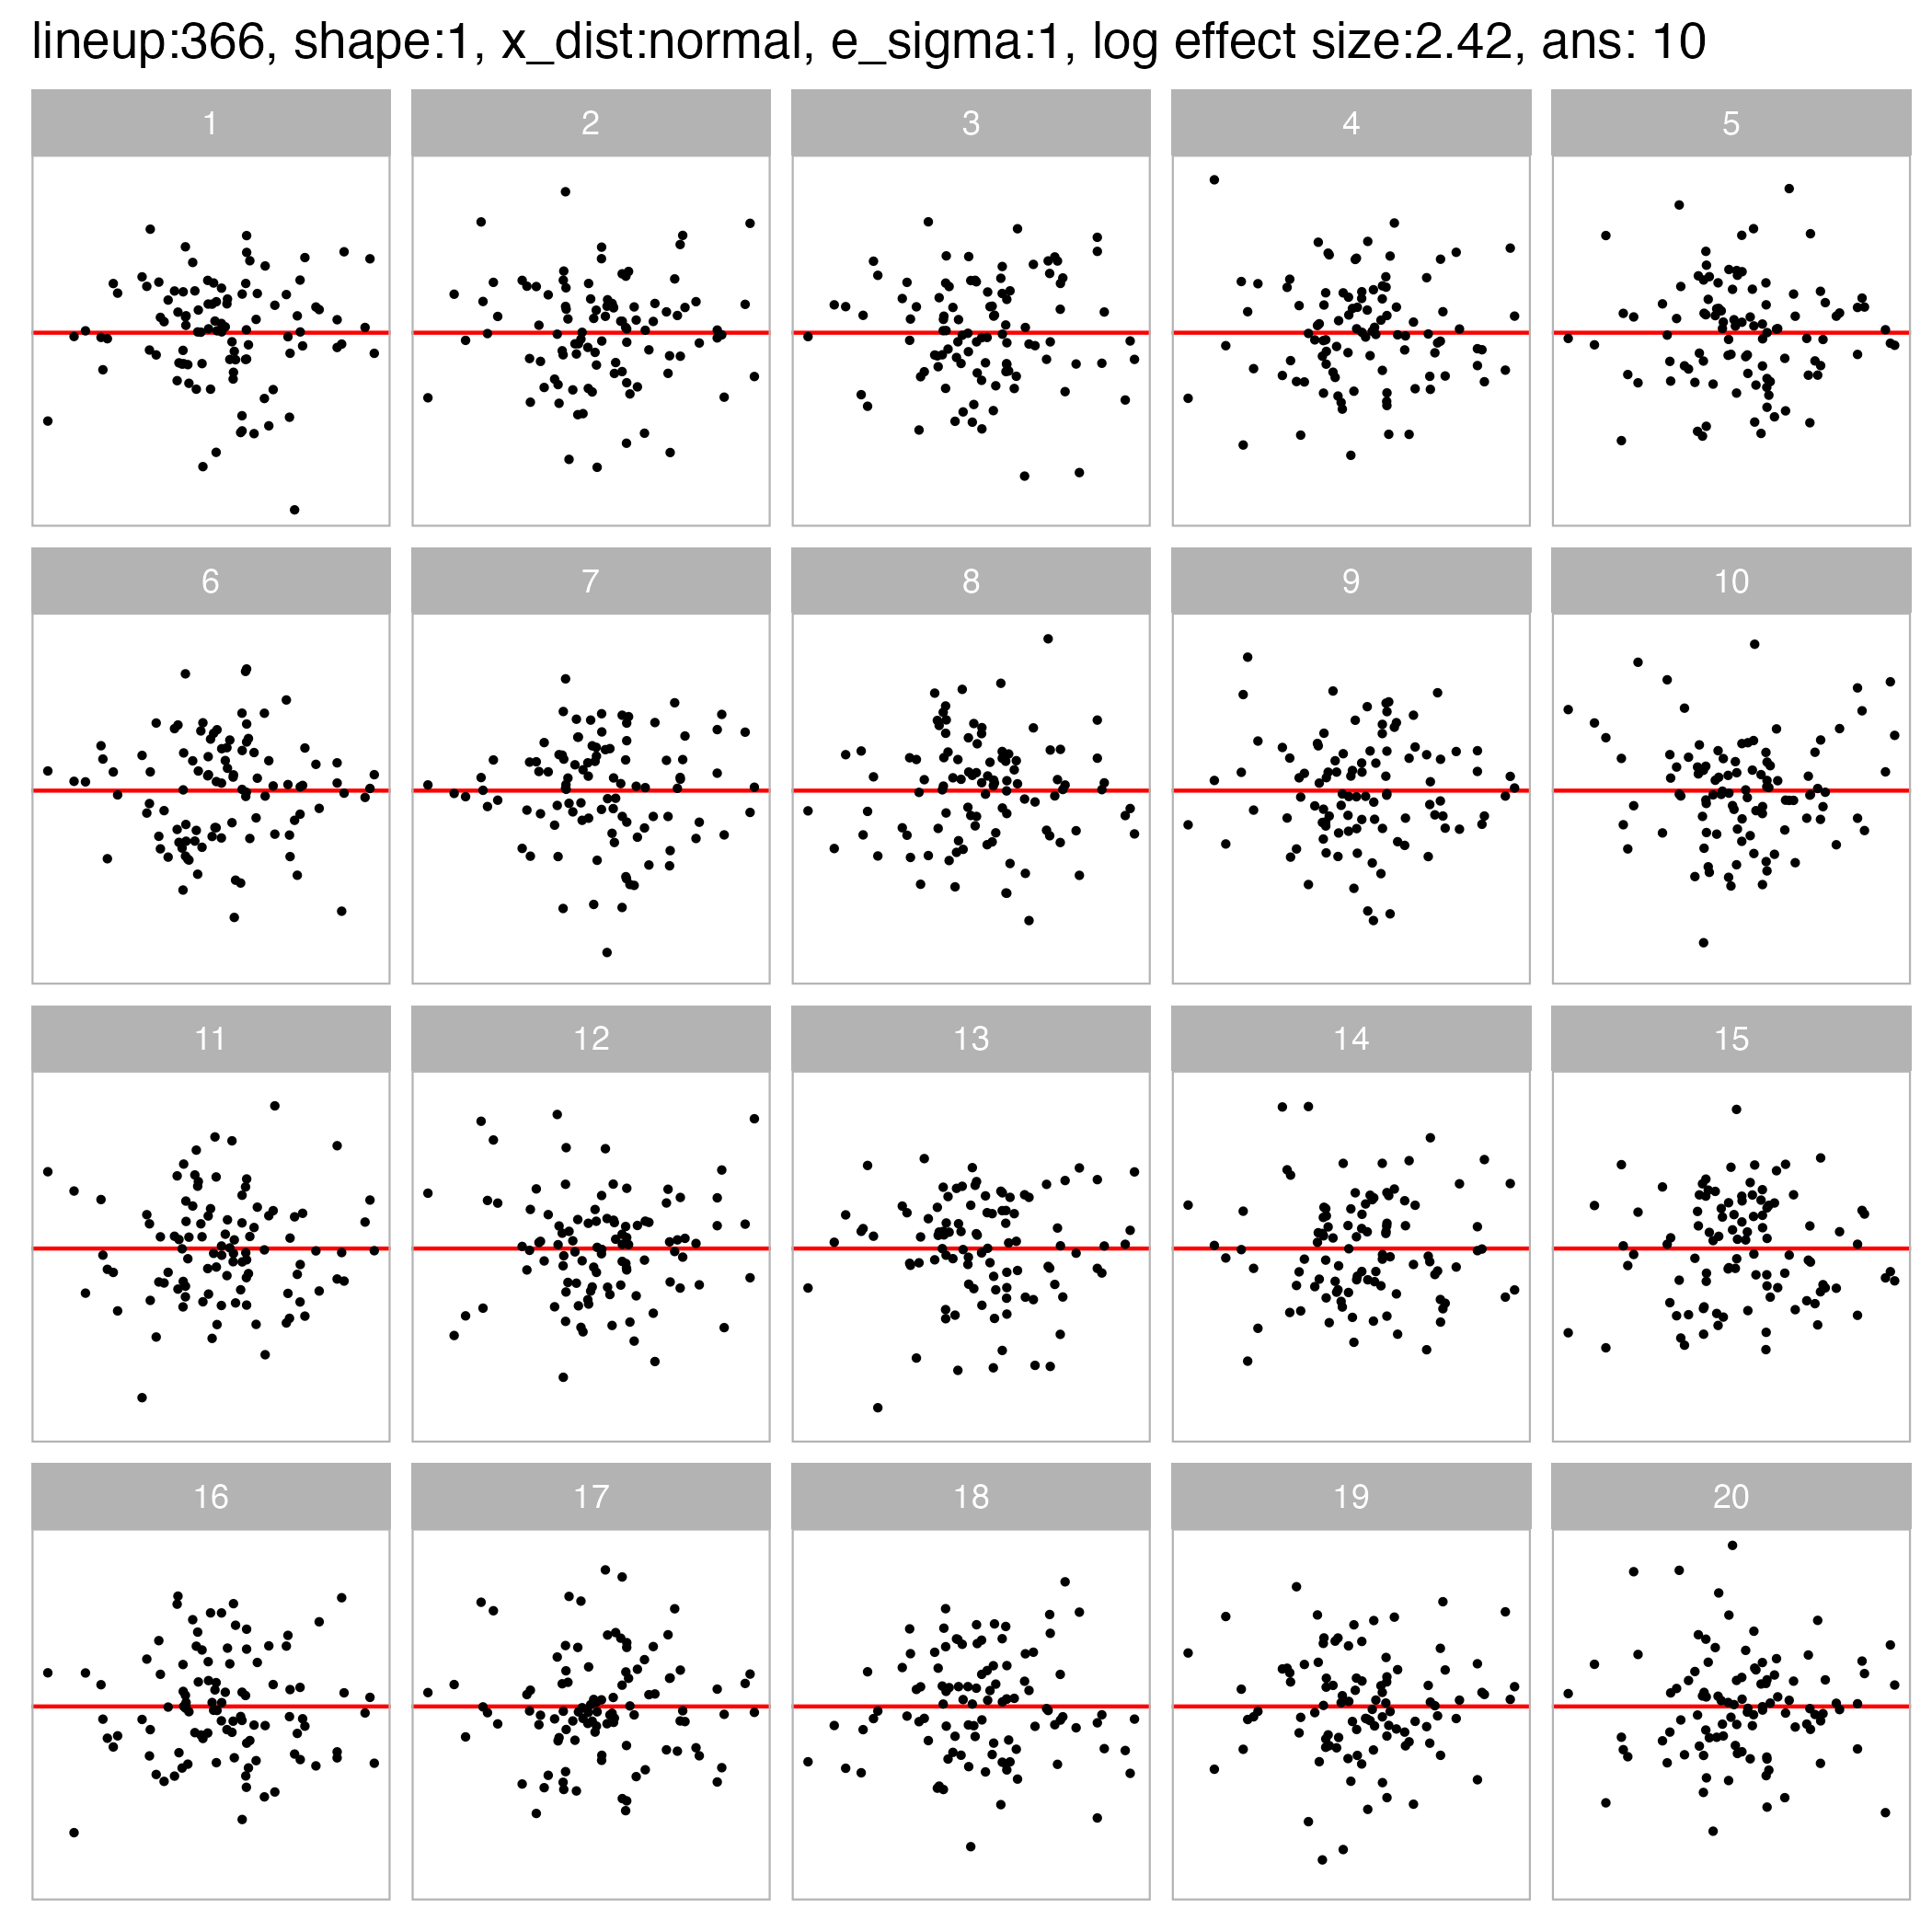 lineup:366, shape:1, x_dist:normal, e_sigma:1, log effect size:2.42, ans: 10
1 2 3 4 5
6 7 8 9 10
11 12 13 14 15
16 17 18 19 20